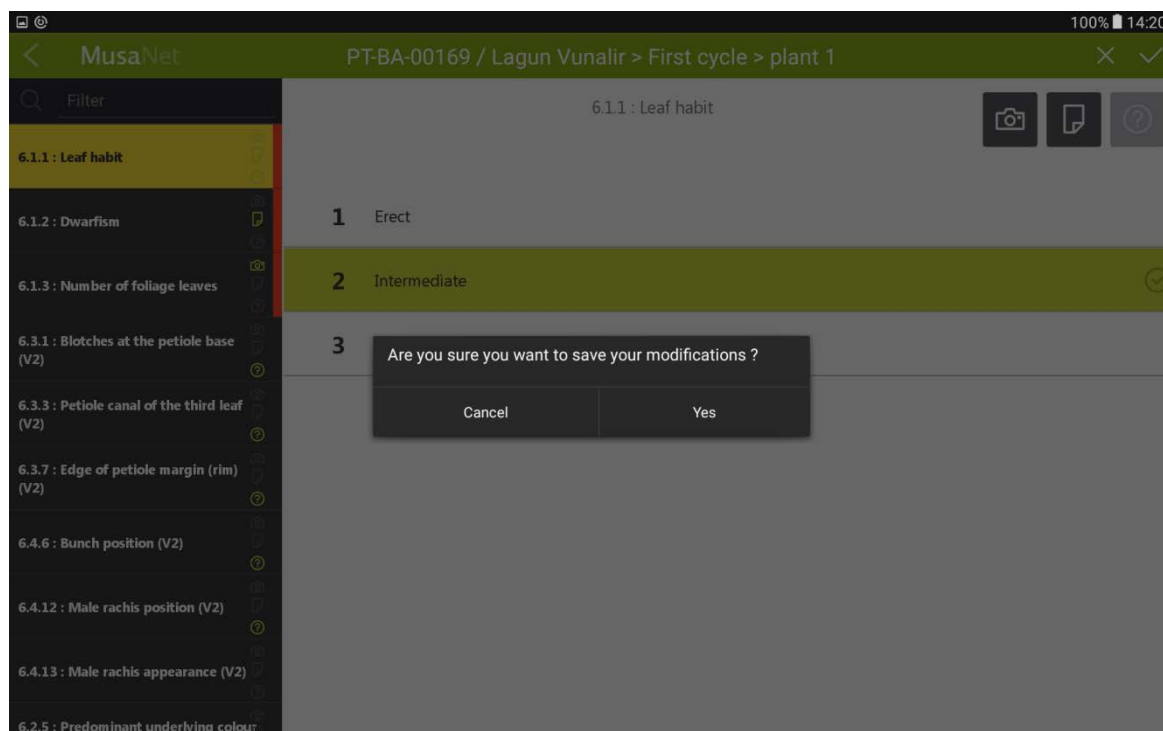 100% 14:20
MusaNet
PT-BA-00169 / Lagun Vunalir > First cycle > plant 1
Filter
6.1.1 : Leaf habit
6.1.1 : Leaf habit
6.1.2 : Dwarfism
6.1.3 : Number of foliage leaves
6.3.1 : Blotches at the petiole base
(V2)
6.3.3 : Petiole canal of the third leaf
(V2)
6.3.7 : Edge of petiole margin (rim)
(V2)
6.4.6 : Bunch position (V2)
6.4.12 : Male rachis position (V2)
6.4.13 : Male rachis appearance (V2)
6.2.5 : Predominant underlying colour
1 Erect
2 Intermediate
3
Are you sure you want to save your modifications ?
Cancel Yes